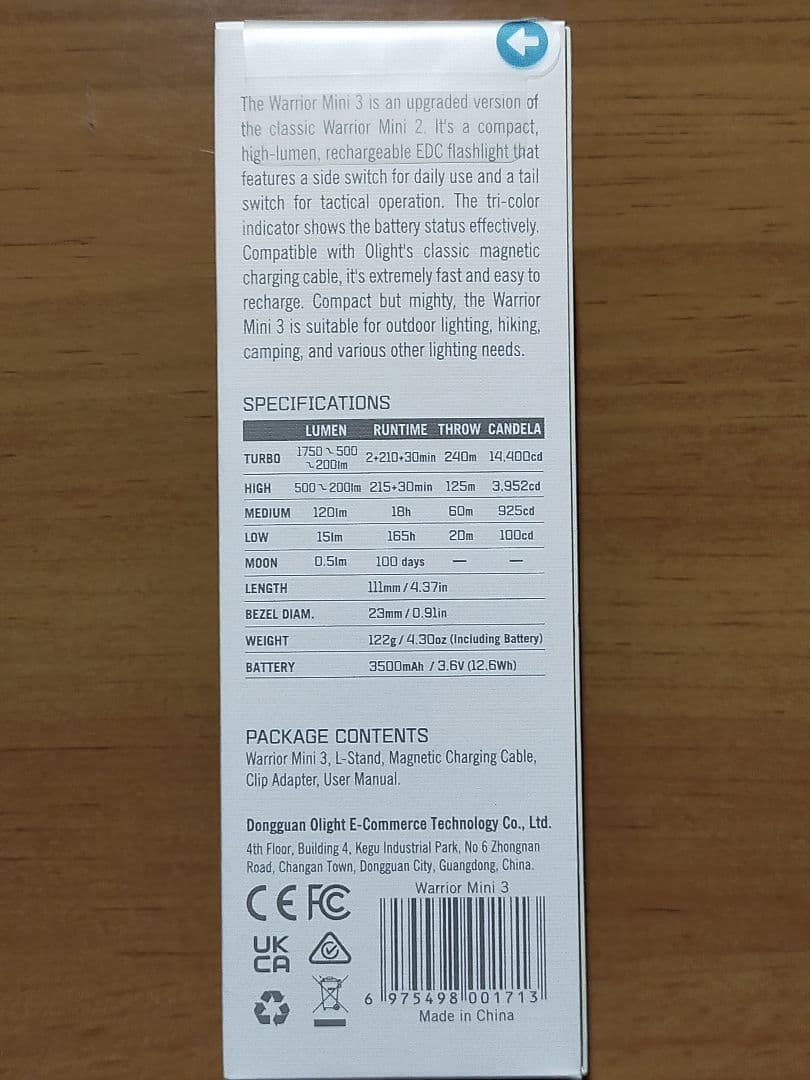 The Warrior Mini 3 is an upgraded version of
the classic Warrior Mini 2. It's a compact,
high-lumen, rechargeable EDC flashlight that
features a side switch for daily use and a tail
switch for tactical operation. The tri-color
indicator shows the battery status effectively.
Compatible with Olight's classic magnetic
charging cable, it's extremely fast and easy to
recharge. Compact but mighty, the Warrior
Mini 3 is suitable for outdoor lighting, hiking,
camping, and various other lighting needs.
SPECIFICATIONS
LUMEN RUNTIME THROW CANDELA
TURBO 1750↘500↘200lm 2+210+30min 240m 14,400cd
HIGH 500↘200lm 215+30min 125m 3,952cd
MEDIUM 120lm 18h 60m 925cd
LOW 15lm 165h 20m 100cd
MOON 0.5lm 100 days — —
LENGTH 111mm / 4.37in
BEZEL DIAM. 23mm / 0.91in
WEIGHT 122g / 4.30oz (Including Battery)
BATTERY 3500mAh / 3.6V (12.6Wh)
PACKAGE CONTENTS
Warrior Mini 3, L-Stand, Magnetic Charging Cable,
Clip Adapter, User Manual.
Dongguan Olight E-Commerce Technology Co., Ltd.
4th Floor, Building 4, Kegu Industrial Park, No 6 Zhongnan
Road, Changan Town, Dongguan City, Guangdong, China.
CE FC
Warrior Mini 3
UK
CA
6 975498 001713
Made in China